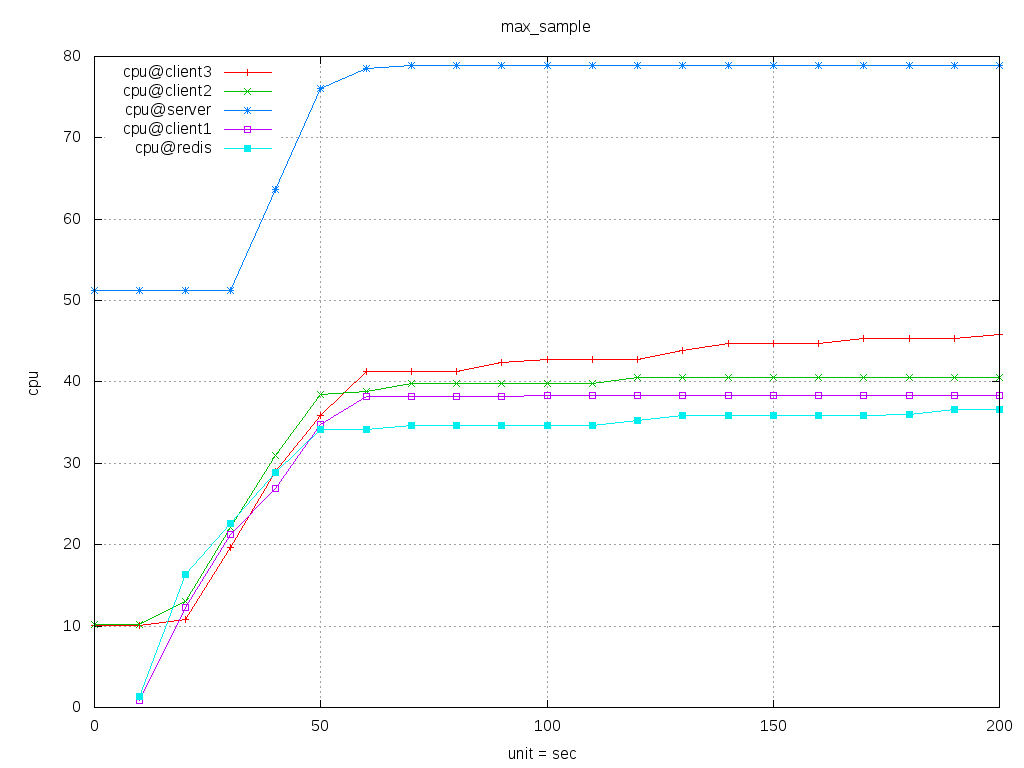 max_sample
80
70
60
50
40
30
20
10
0
cpu
cpu@client3
cpu@client2
cpu@server
cpu@client1
cpu@redis
0 50 100 150 200
unit = sec